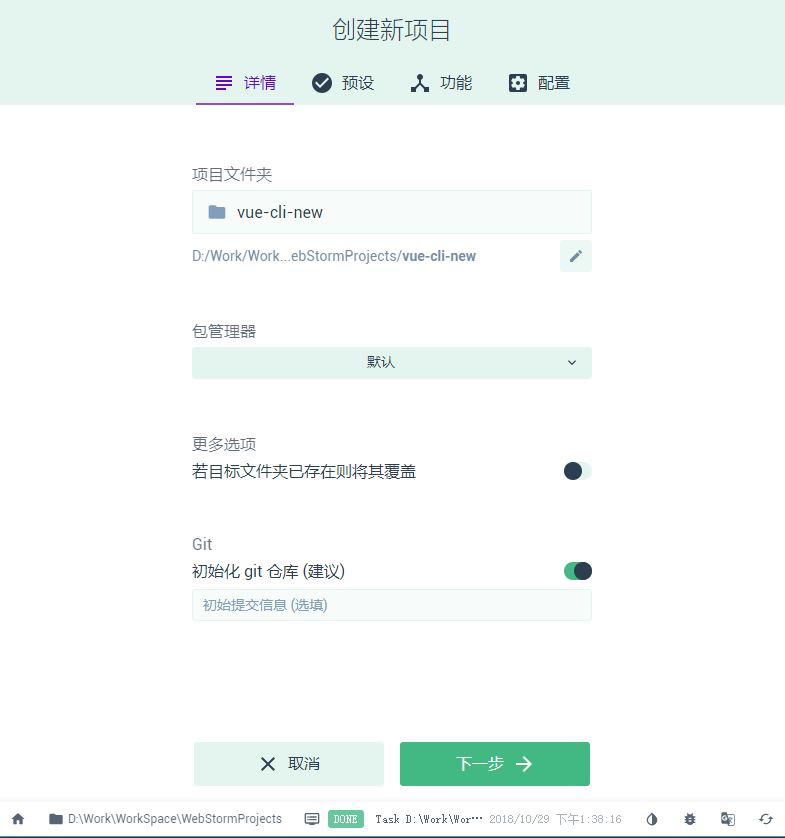 创建新项目
详情 预设 功能 配置
项目文件夹
vue-cli-new
D:/Work/Work...ebStormProjects/vue-cli-new
包管理器
默认
更多选项
若目标文件夹已存在则将其覆盖
Git
初始化 git 仓库 (建议)
初始提交信息 (选填)
取消 下一步
D:\Work\WorkSpace\WebStormProjects DONE Task D:\Work\Wor⋯ 2018/10/29 下午1:38:16